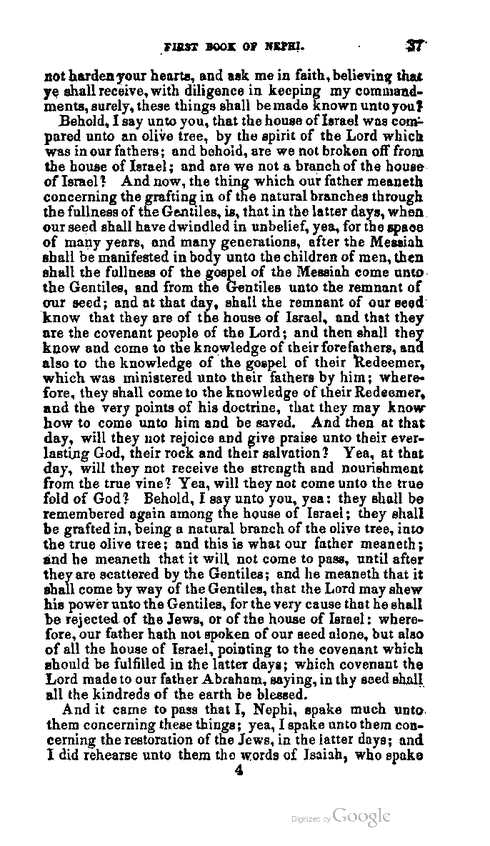 FIRST BOOK OF NEPHI. 37
not harden your hearts, and ask me in faith, believing that
ye shall receive, with diligence in keeping my command-
ments, surely, these things shall be made known unto you?
Behold, I say unto you, that the house of Israel was com-
pared unto an olive tree, by the spirit of the Lord which
was in our fathers; and behold, are we not broken off from
the house of Israel; and are we not a branch of the house
of Israel? And now, the thing which our father meaneth
concerning the grafting in of the natural branches through
the fullness of the Gentiles, is, that in the latter days, when
our seed shall have dwindled in unbelief, yea, for the space
of many years, and many generations, after the Messiah
shall be manifested in body unto the children of men, then
shall the fullness of the gospel of the Messiah come unto
the Gentiles, and from the Gentiles unto the remnant of
our seed; and at that day, shall the remnant of our seed
know that they are of the house of Israel, and that they
are the covenant people of the Lord; and then shall they
know and come to the knowledge of their forefathers, and
also to the knowledge of the gospel of their Redeemer,
which was ministered unto their fathers by him; where-
fore, they shall come to the knowledge of their Redeemer,
and the very points of his doctrine, that they may know
how to come unto him and be saved. And then at that
day, will they not rejoice and give praise unto their ever-
lasting God, their rock and their salvation? Yea, at that
day, will they not receive the strength and nourishment
from the true vine? Yea, will they not come unto the true
fold of God? Behold, I say unto you, yea: they shall be
remembered again among the house of Israel; they shall
be grafted in, being a natural branch of the olive tree, into
the true olive tree; and this is what our father meaneth;
and he meaneth that it will not come to pass, until after
they are scattered by the Gentiles; and he meaneth that it
shall come by way of the Gentiles, that the Lord may shew
his power unto the Gentiles, for the very cause that he shall
be rejected of the Jews, or of the house of Israel: where-
fore, our father hath not spoken of our seed alone, but also
of all the house of Israel, pointing to the covenant which
should be fulfilled in the latter days; which covenant the
Lord made to our father Abraham, saying, in thy seed shall
all the kindreds of the earth be blessed.
And it came to pass that I, Nephi, spake much unto
them concerning these things; yea, I spake unto them con-
cerning the restoration of the Jews, in the latter days; and
I did rehearse unto them the words of Isaiah, who spake
4
Digitized by Google